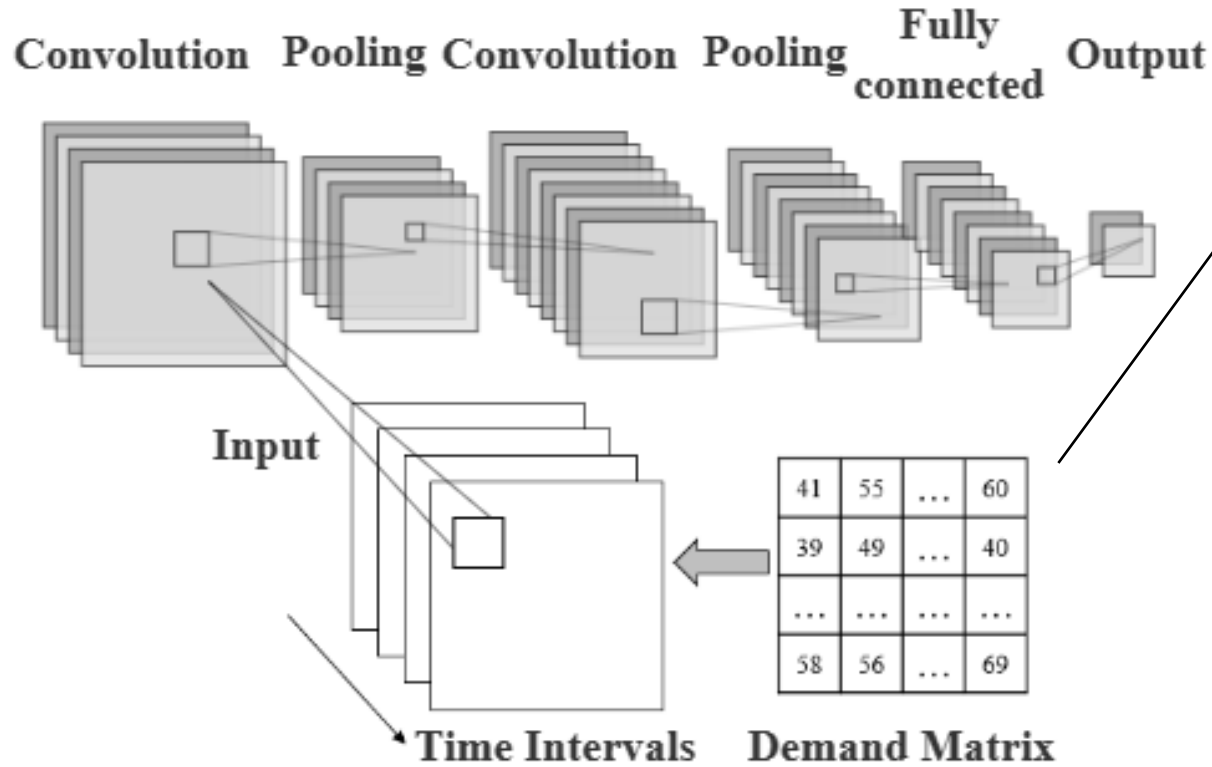 Convolution
Pooling
Convolution
Pooling
Fully
connected
Output
Input
41 55 ... 60
39 49 ... 40
... ... ... ...
58 56 ... 69
Time Intervals
Demand Matrix